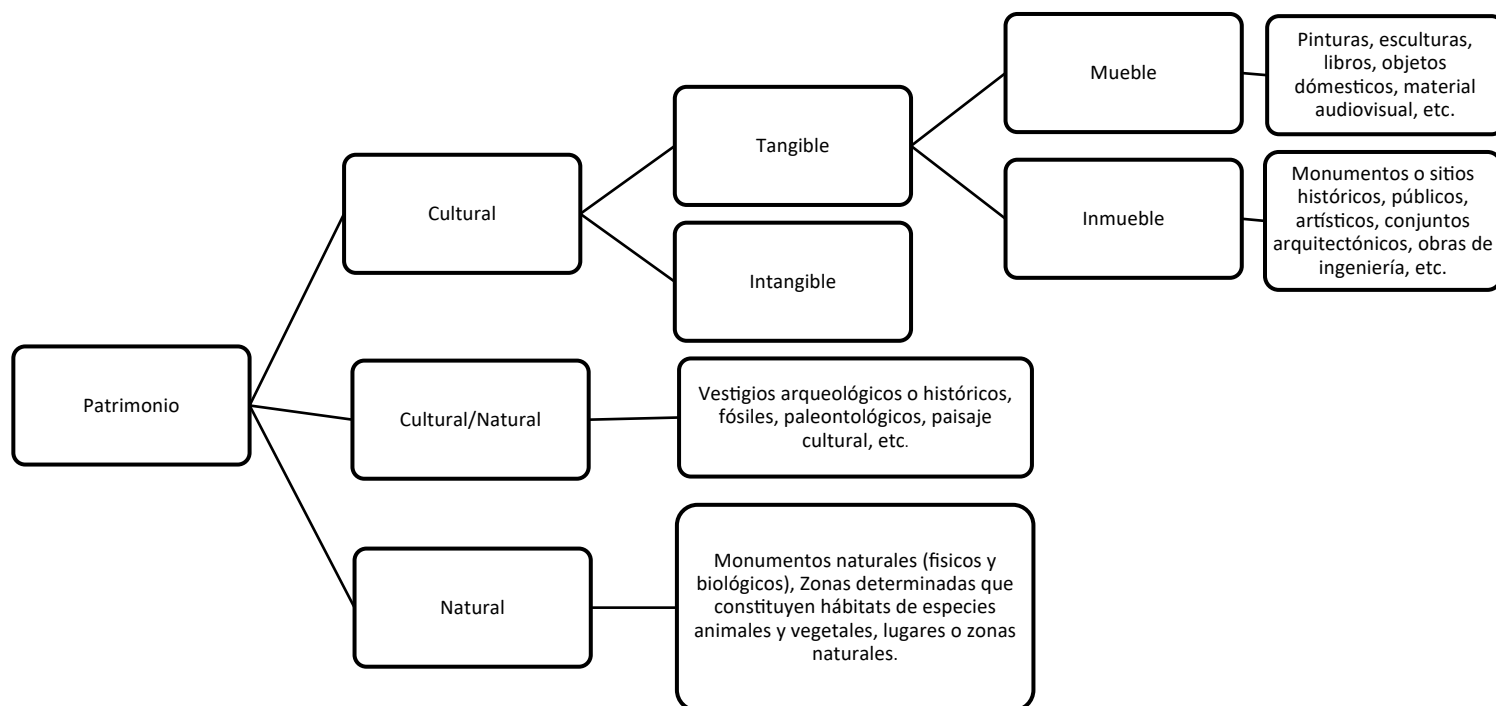 Patrimonio
Cultural
Tangible
Mueble
Pinturas, esculturas,
libros, objetos
dómesticos, material
audiovisual, etc.
Inmueble
Monumentos o sitios
históricos, públicos,
artísticos, conjuntos
arquitectónicos, obras de
ingeniería, etc.
Intangible
Cultural/Natural
Vestigios arqueológicos o históricos,
fósiles, paleontológicos, paisaje
cultural, etc.
Natural
Monumentos naturales (fisicos y
biológicos), Zonas determinadas que
constituyen hábitats de especies
animales y vegetales, lugares o zonas
naturales.